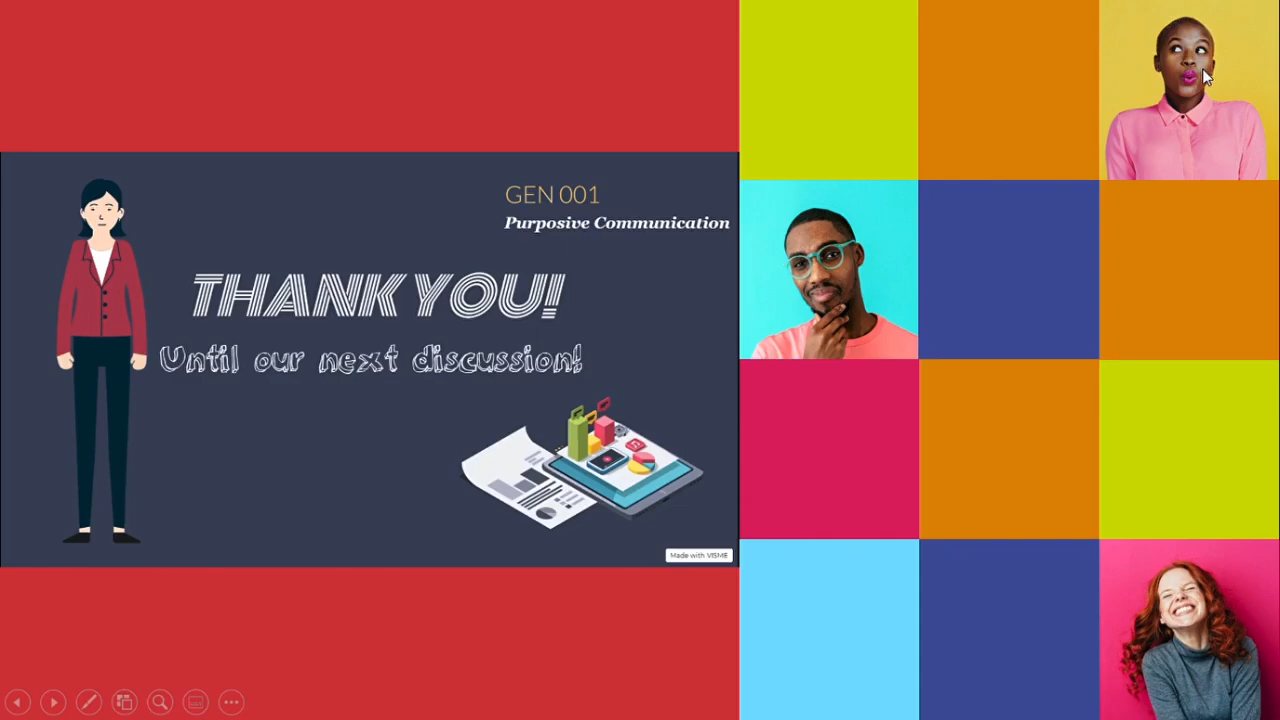 GEN 001
Purposive Communication
THANK YOU!
Until our next discussion!
Made with VISME